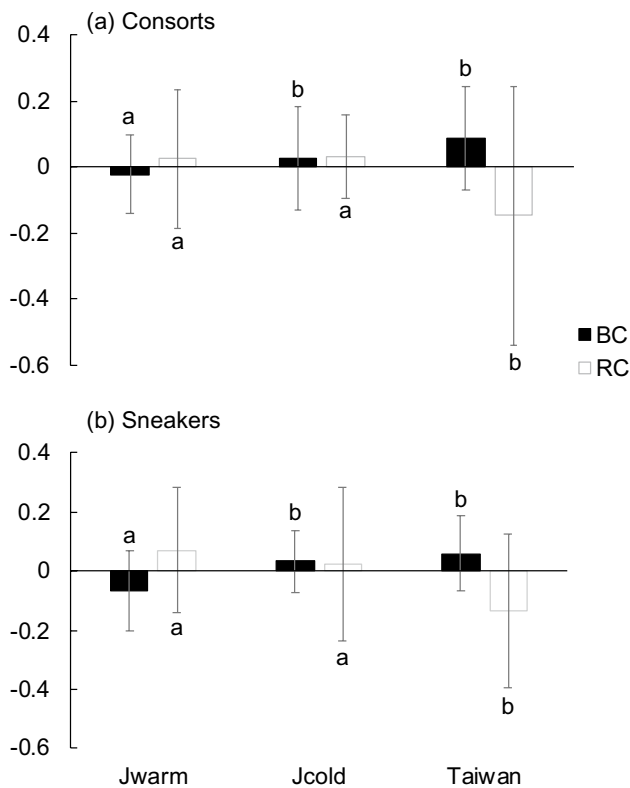 (a) Consorts
0.4
0.2
0
-0.2
-0.4
-0.6
a
a
b
a
b
b
BC
RC
(b) Sneakers
0.4
0.2
0
-0.2
-0.4
-0.6
a
a
b
a
b
b
Jwarm Jcold Taiwan